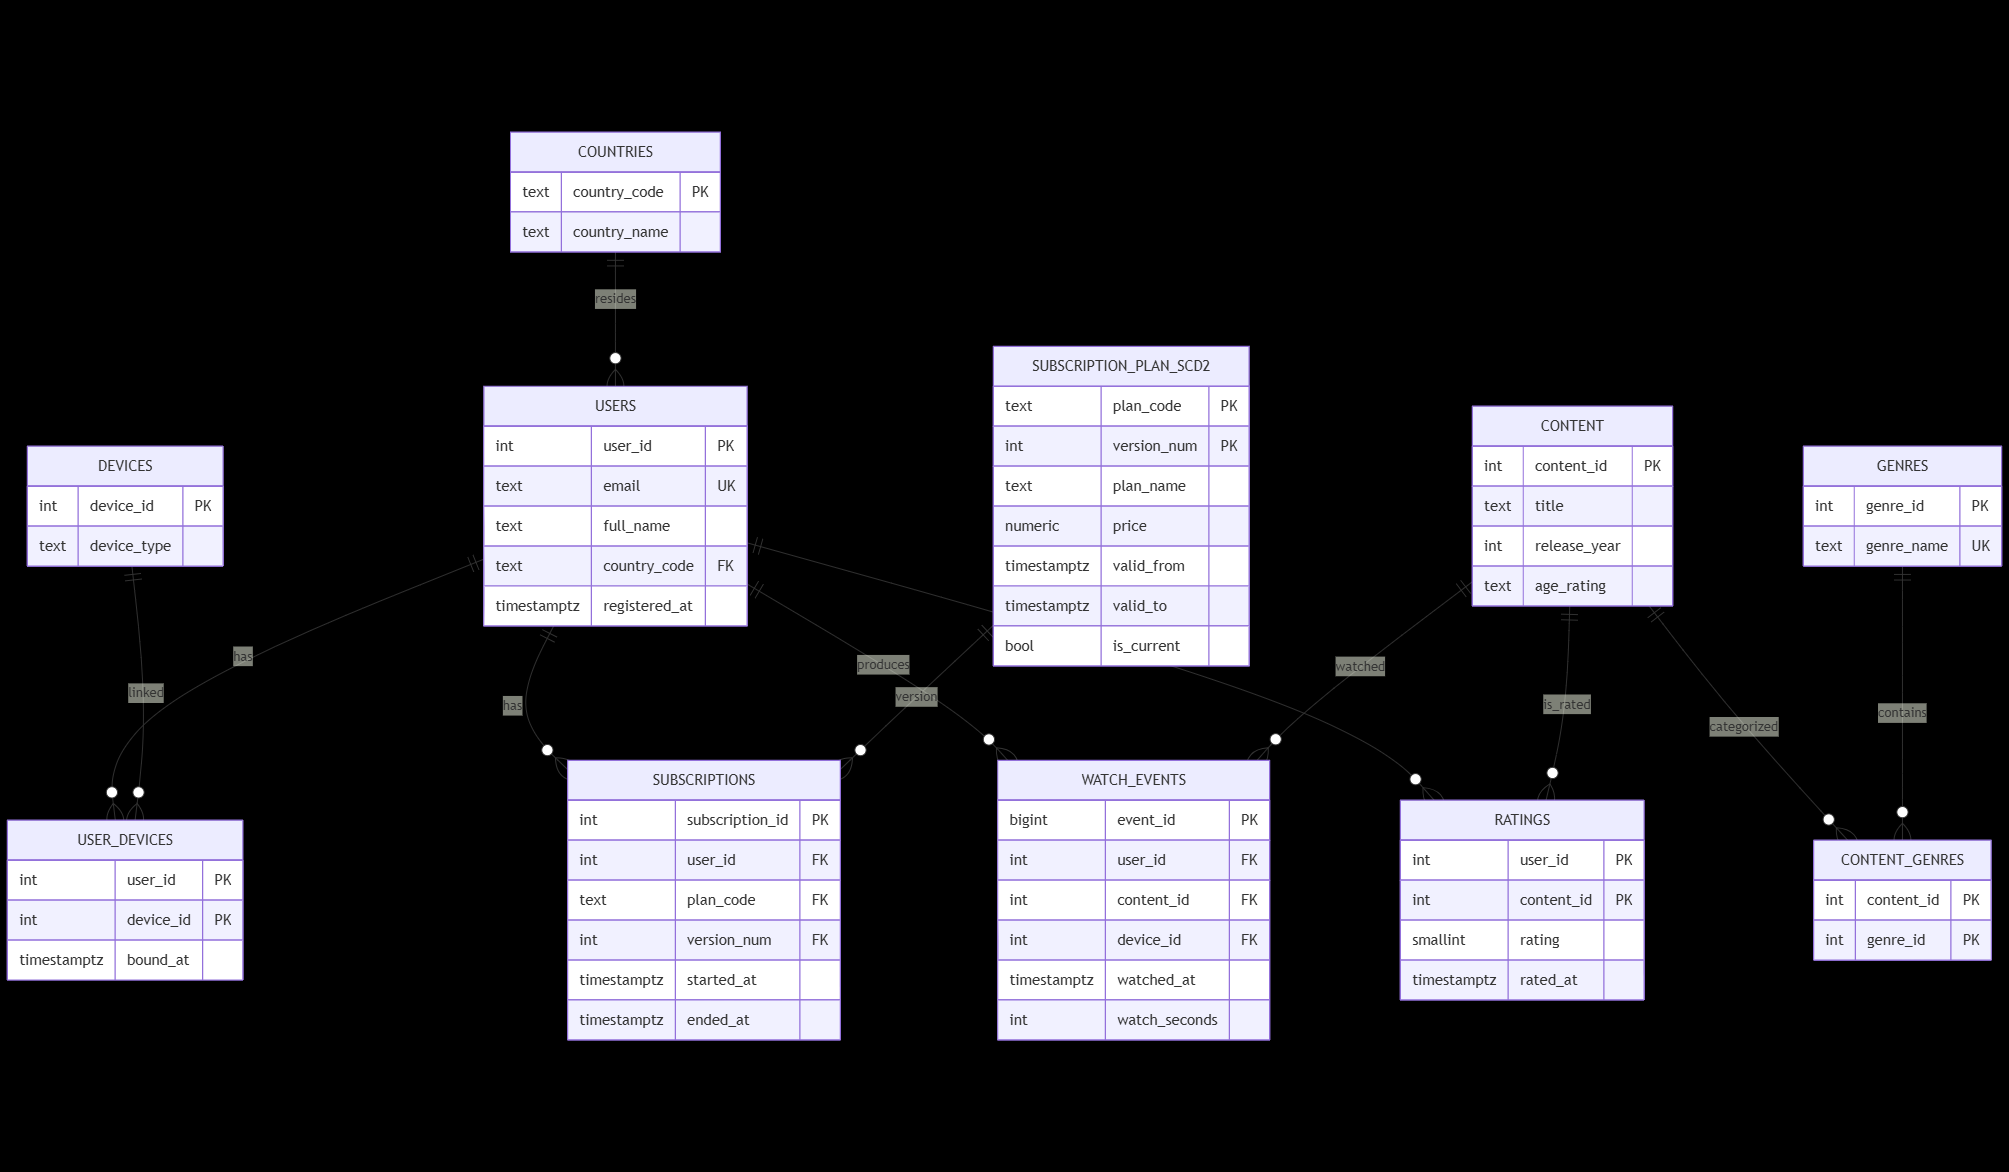 COUNTRIES
text country_code PK
text country_name
resides
USERS
int user_id PK
text email UK
text full_name
text country_code FK
timestamptz registered_at
SUBSCRIPTION_PLAN_SCD2
text plan_code PK
int version_num PK
text plan_name
numeric price
timestamptz valid_from
timestamptz valid_to
bool is_current
CONTENT
int content_id PK
text title
int release_year
text age_rating
DEVICES
int device_id PK
text device_type
GENRES
int genre_id PK
text genre_name UK
has
linked
has
produces
version
watched
is_rated
categorized
contains
USER_DEVICES
int user_id PK
int device_id PK
timestamptz bound_at
SUBSCRIPTIONS
int subscription_id PK
int user_id FK
text plan_code FK
int version_num FK
timestamptz started_at
timestamptz ended_at
WATCH_EVENTS
bigint event_id PK
int user_id FK
int content_id FK
int device_id FK
timestamptz watched_at
int watch_seconds
RATINGS
int user_id PK
int content_id PK
smallint rating
timestamptz rated_at
CONTENT_GENRES
int content_id PK
int genre_id PK